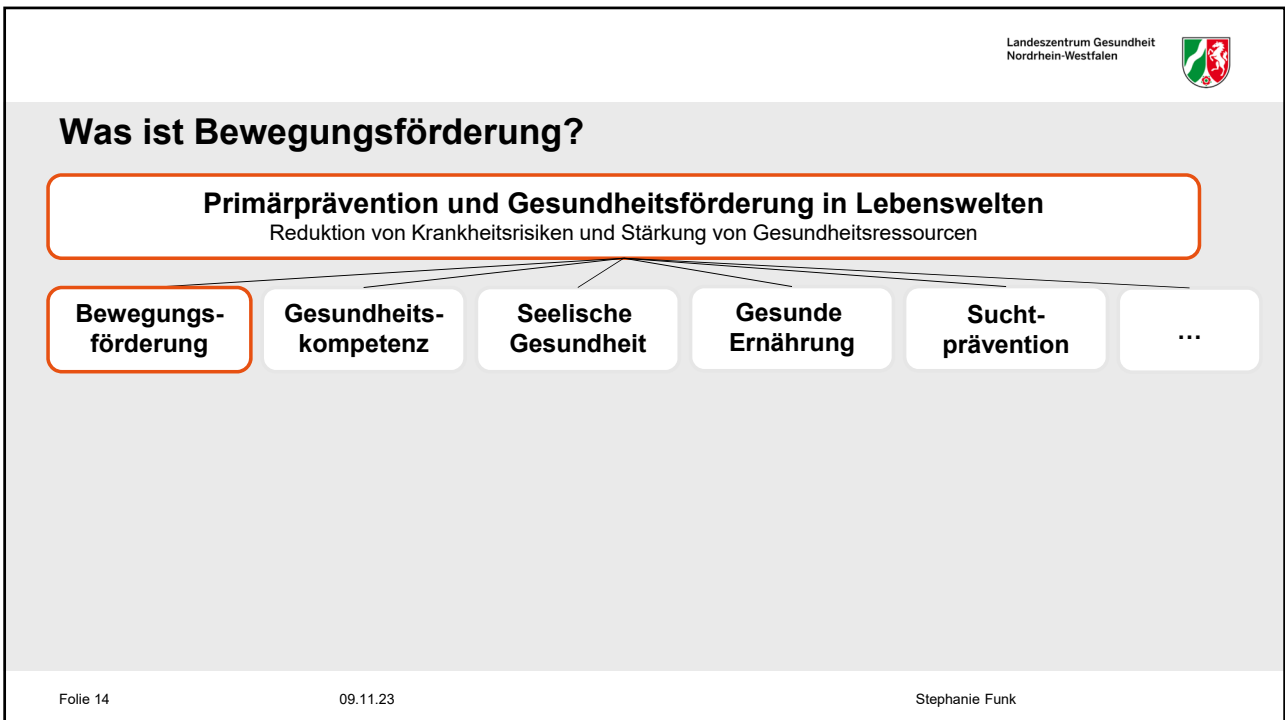 Landeszentrum Gesundheit
Nordrhein-Westfalen
Was ist Bewegungsförderung?
Primärprävention und Gesundheitsförderung in Lebenswelten
Reduktion von Krankheitsrisiken und Stärkung von Gesundheitsressourcen
Bewegungs-
förderung
Gesundheits-
kompetenz
Seelische
Gesundheit
Gesunde
Ernährung
Sucht-
prävention
...
Folie 14
09.11.23
Stephanie Funk